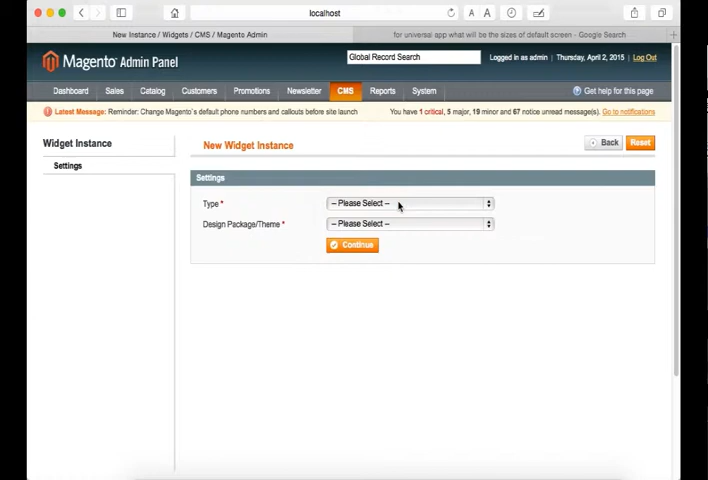 localhost
A A
New Instance / Widgets / CMS / Magento Admin
for universal app what will be the sizes of default screen - Google Search
Magento Admin Panel
Global Record Search
Logged in as admin | Thursday, April 2, 2015 | Log Out
Dashboard Sales Catalog Customers Promotions Newsletter CMS Reports System
Get help for this page
Latest Message: Reminder: Change Magento`s default phone numbers and callouts before site launch
You have 1 critical, 5 major, 19 minor and 67 notice unread message(s). Go to notifications
Widget Instance
Settings
New Widget Instance
Back Reset
Settings
Type *
-- Please Select --
Design Package/Theme *
-- Please Select --
Continue